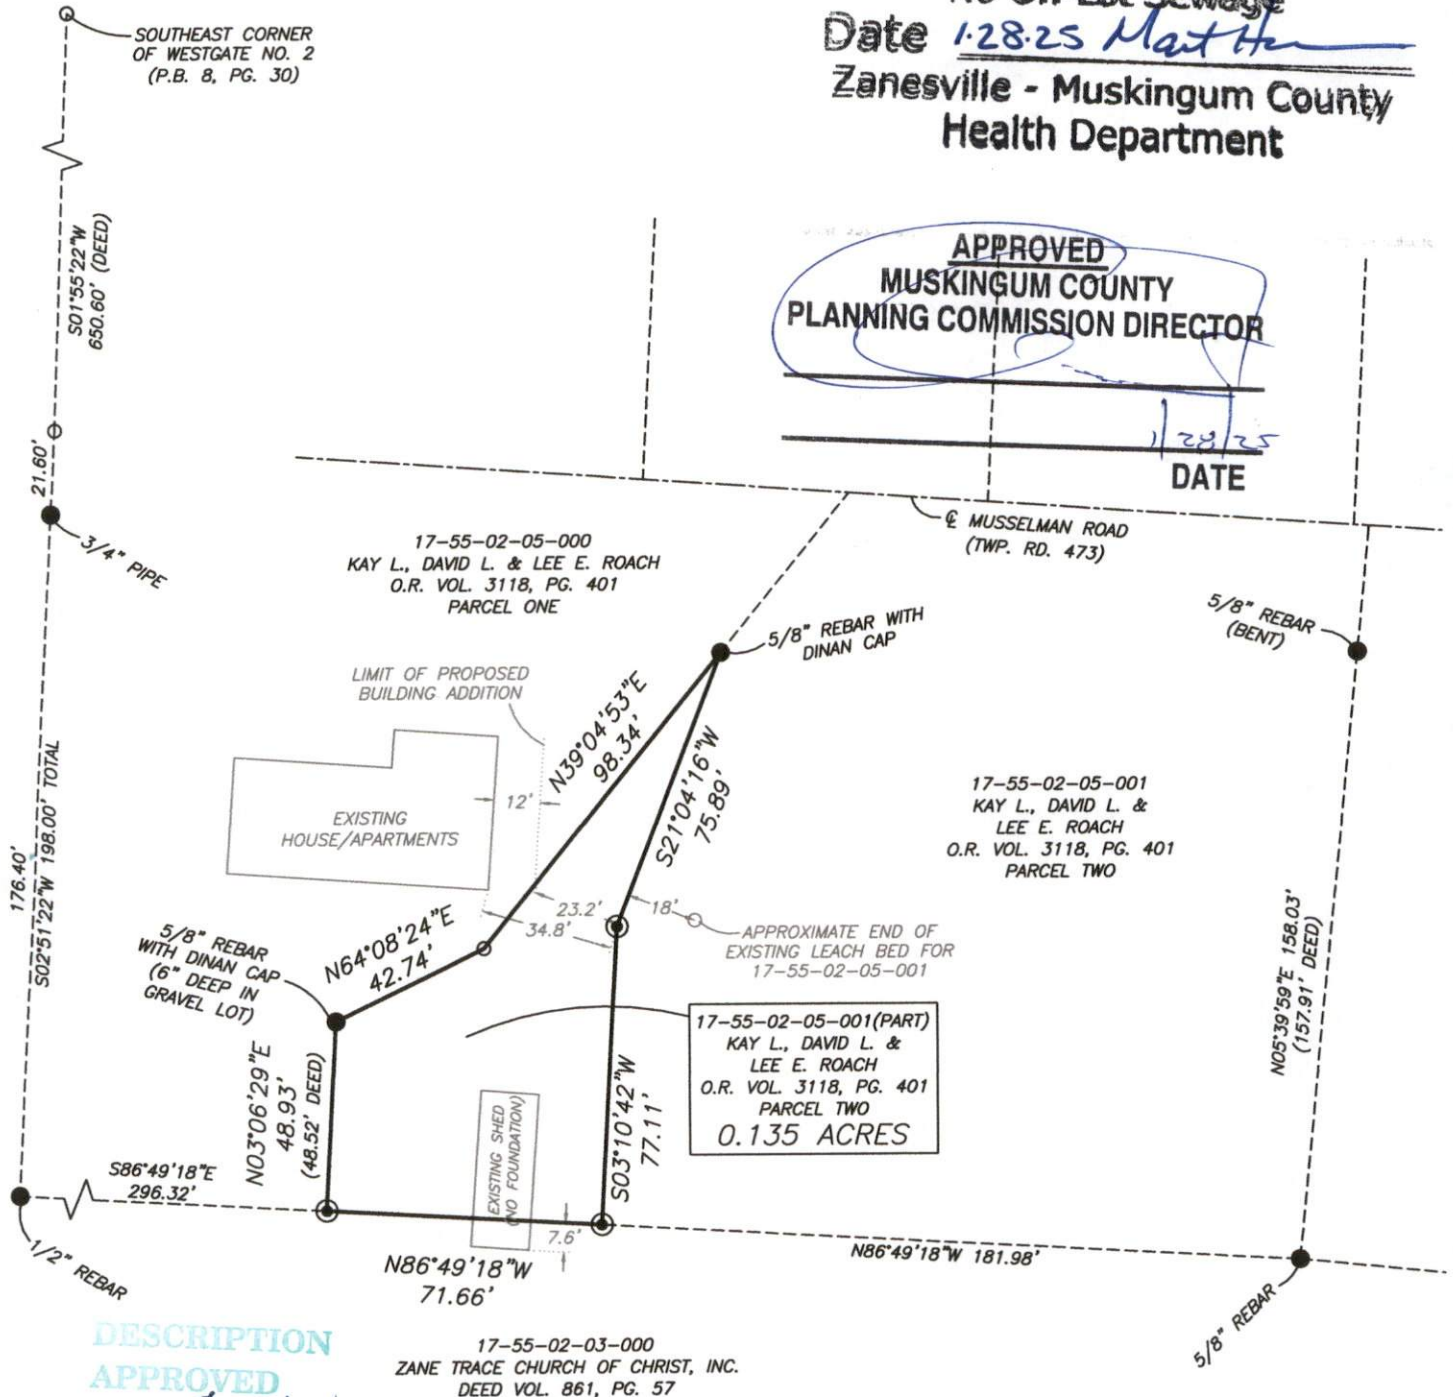 Date 1-28-25
Zanesville - Muskingum County
Health Department
SOUTHEAST CORNER
OF WESTGATE NO. 2
(P.B. 8, PG. 30)
S01°55'22"W
650.60' (DEED)
APPROVED
MUSKINGUM COUNTY
PLANNING COMMISSION DIRECTOR
1/28/25
DATE
21.60'
3/4" PIPE
℄ MUSSELMAN ROAD
(TWP. RD. 473)
17-55-02-05-000
KAY L., DAVID L. & LEE E. ROACH
O.R. VOL. 3118, PG. 401
PARCEL ONE
5/8" REBAR WITH
DINAN CAP
5/8" REBAR
(BENT)
LIMIT OF PROPOSED
BUILDING ADDITION
N39°04'53"E
98.34'
S21°04'16"W
75.89'
12'
EXISTING
HOUSE/APARTMENTS
17-55-02-05-001
KAY L., DAVID L. &
LEE E. ROACH
O.R. VOL. 3118, PG. 401
PARCEL TWO
176.40'
S02°51'22"W 198.00' TOTAL
23.2'
34.8'
18'
APPROXIMATE END OF
EXISTING LEACH BED FOR
17-55-02-05-001
5/8" REBAR
WITH DINAN CAP
(6" DEEP IN
GRAVEL LOT)
N64°08'24"E
42.74'
N05°39'59"E 158.03'
(157.91' DEED)
17-55-02-05-001(PART)
KAY L., DAVID L. &
LEE E. ROACH
O.R. VOL. 3118, PG. 401
PARCEL TWO
0.135 ACRES
N03°06'29"E
48.93'
(48.52' DEED)
EXISTING SHED
(NO FOUNDATION)
S03°10'42"W
77.11'
S86°49'18"E
296.32'
7.6'
1/2" REBAR
N86°49'18"W
71.66'
N86°49'18"W 181.98'
5/8" REBAR
DESCRIPTION
APPROVED
17-55-02-03-000
ZANE TRACE CHURCH OF CHRIST, INC.
DEED VOL. 861, PG. 57